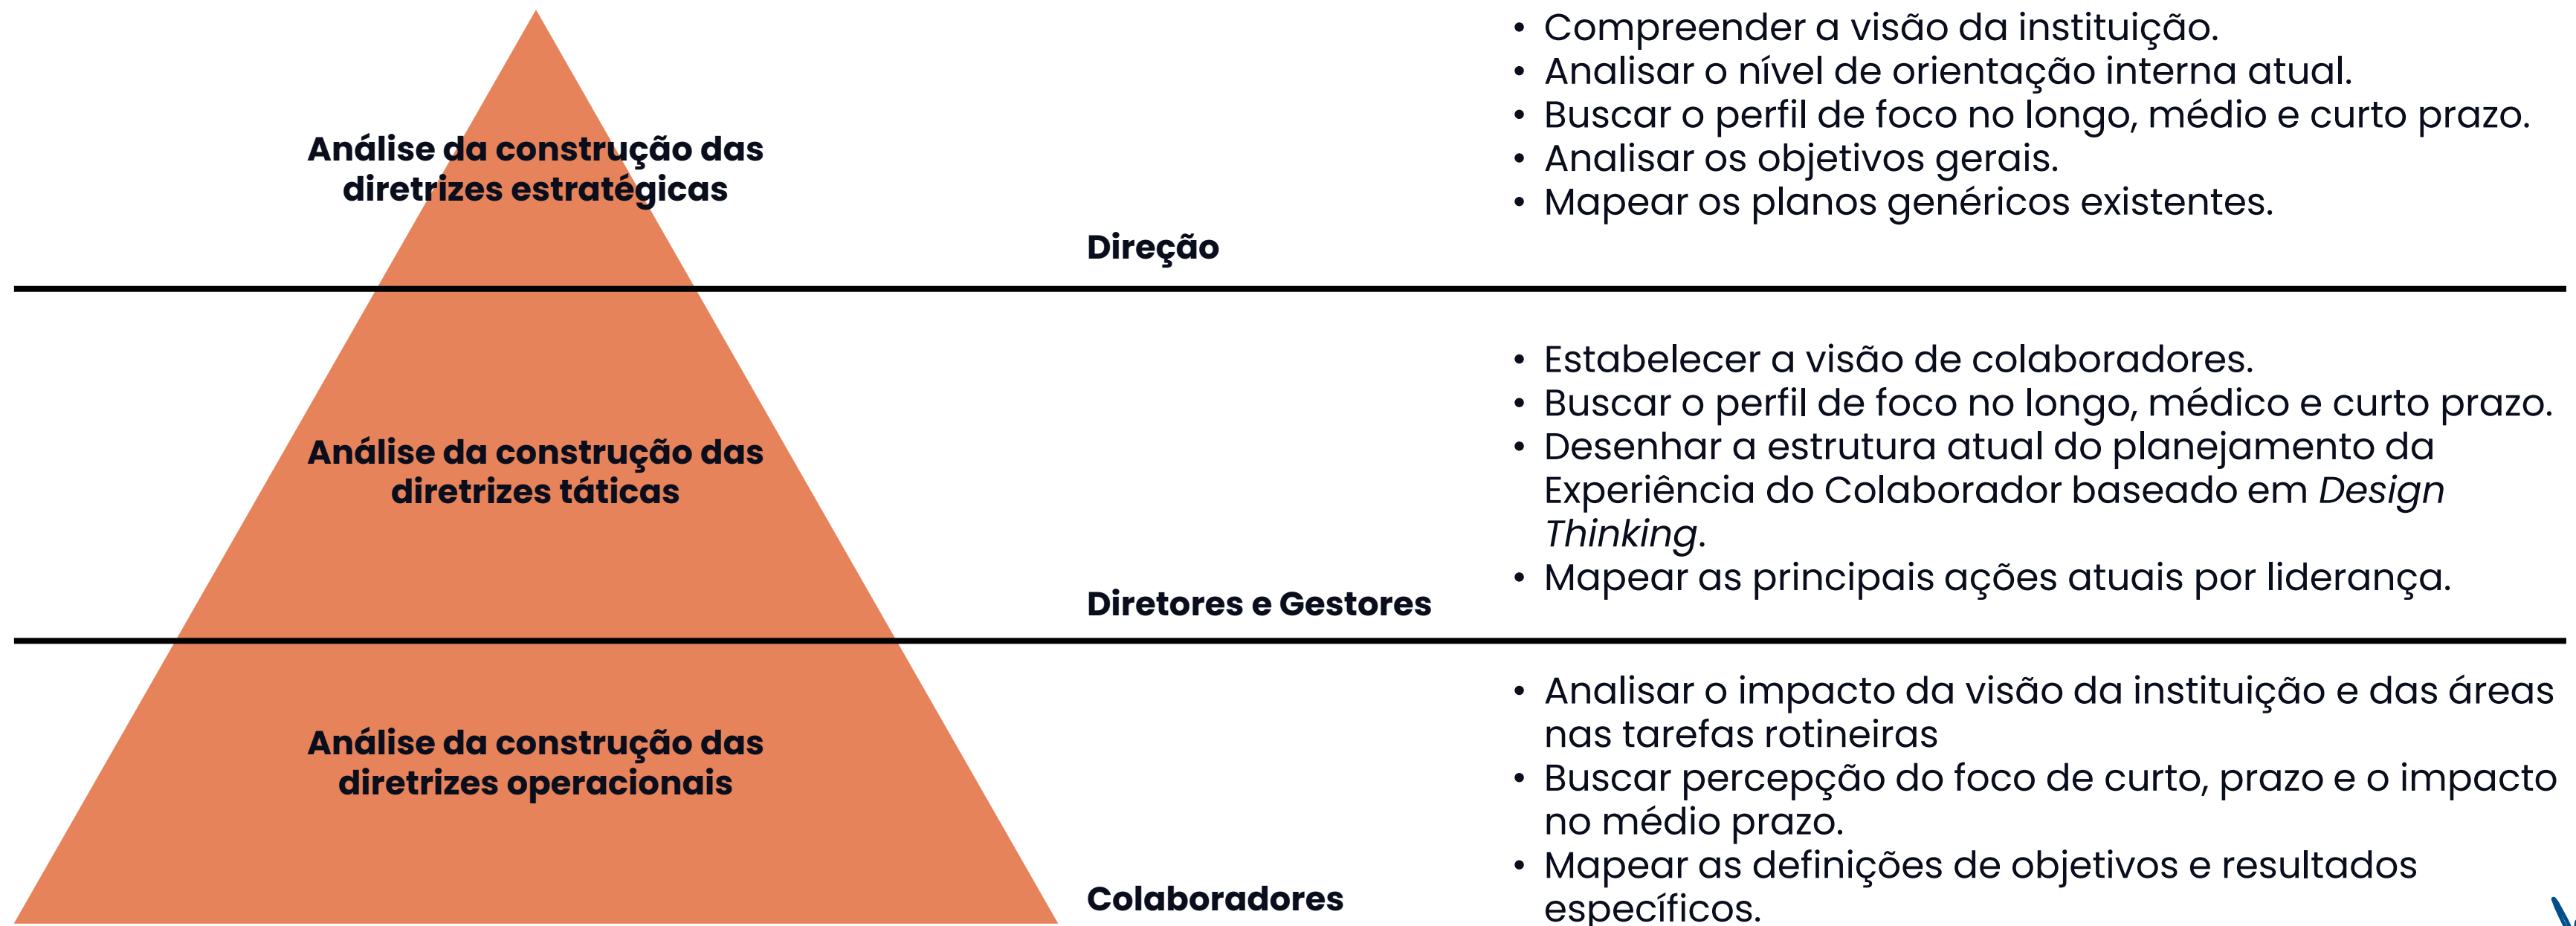 Análise da construção das
diretrizes estratégicas
Direção
• Compreender a visão da instituição.
• Analisar o nível de orientação interna atual.
• Buscar o perfil de foco no longo, médio e curto prazo.
• Analisar os objetivos gerais.
• Mapear os planos genéricos existentes.
Análise da construção das
diretrizes táticas
Diretores e Gestores
• Estabelecer a visão de colaboradores.
• Buscar o perfil de foco no longo, médico e curto prazo.
• Desenhar a estrutura atual do planejamento da
Experiência do Colaborador baseado em Design
Thinking.
• Mapear as principais ações atuais por liderança.
Análise da construção das
diretrizes operacionais
Colaboradores
• Analisar o impacto da visão da instituição e das áreas
nas tarefas rotineiras
• Buscar percepção do foco de curto, prazo e o impacto
no médio prazo.
• Mapear as definições de objetivos e resultados
específicos.